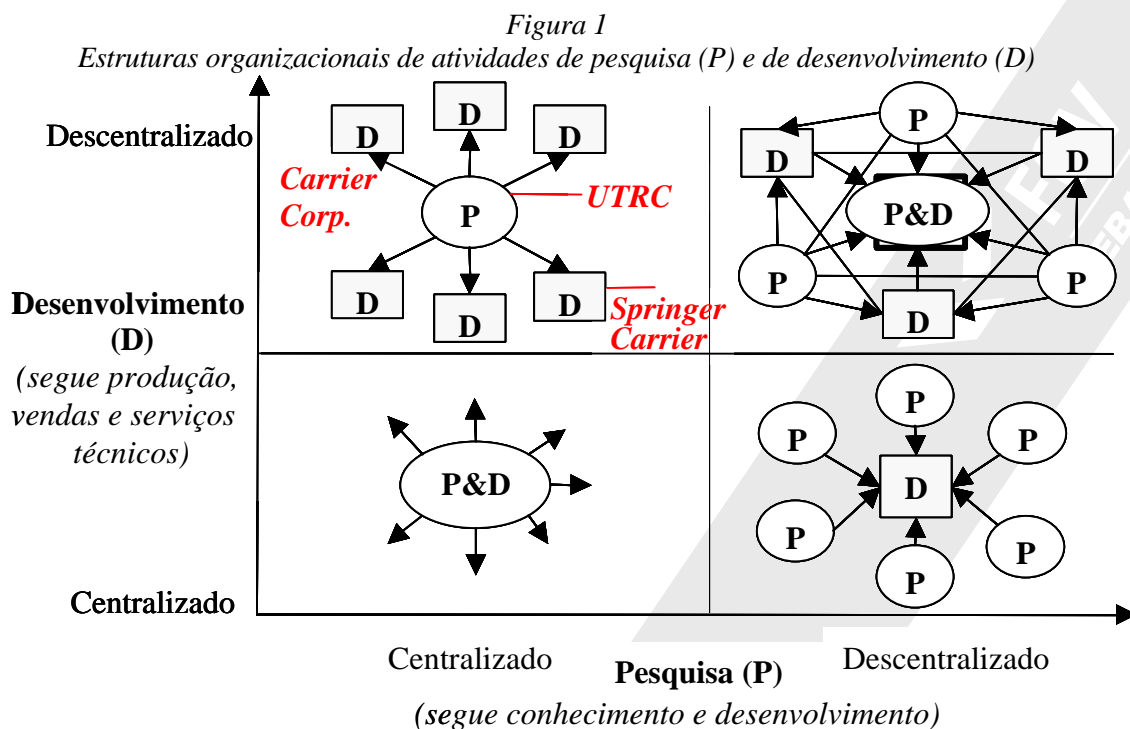 Figura 1
Estruturas organizacionais de atividades de pesquisa (P) e de desenvolvimento (D)
Descentralizado
D
D
D
Carrier
Corp.
P
UTRC
D
D
D
Springer
Carrier
P
D
D
P&D
P
P
D
Desenvolvimento
(D)
(segue produção,
vendas e serviços
técnicos)
P&D
P
P
P
D
P
P
P
Centralizado
Centralizado
Descentralizado
Pesquisa (P)
(segue conhecimento e desenvolvimento)